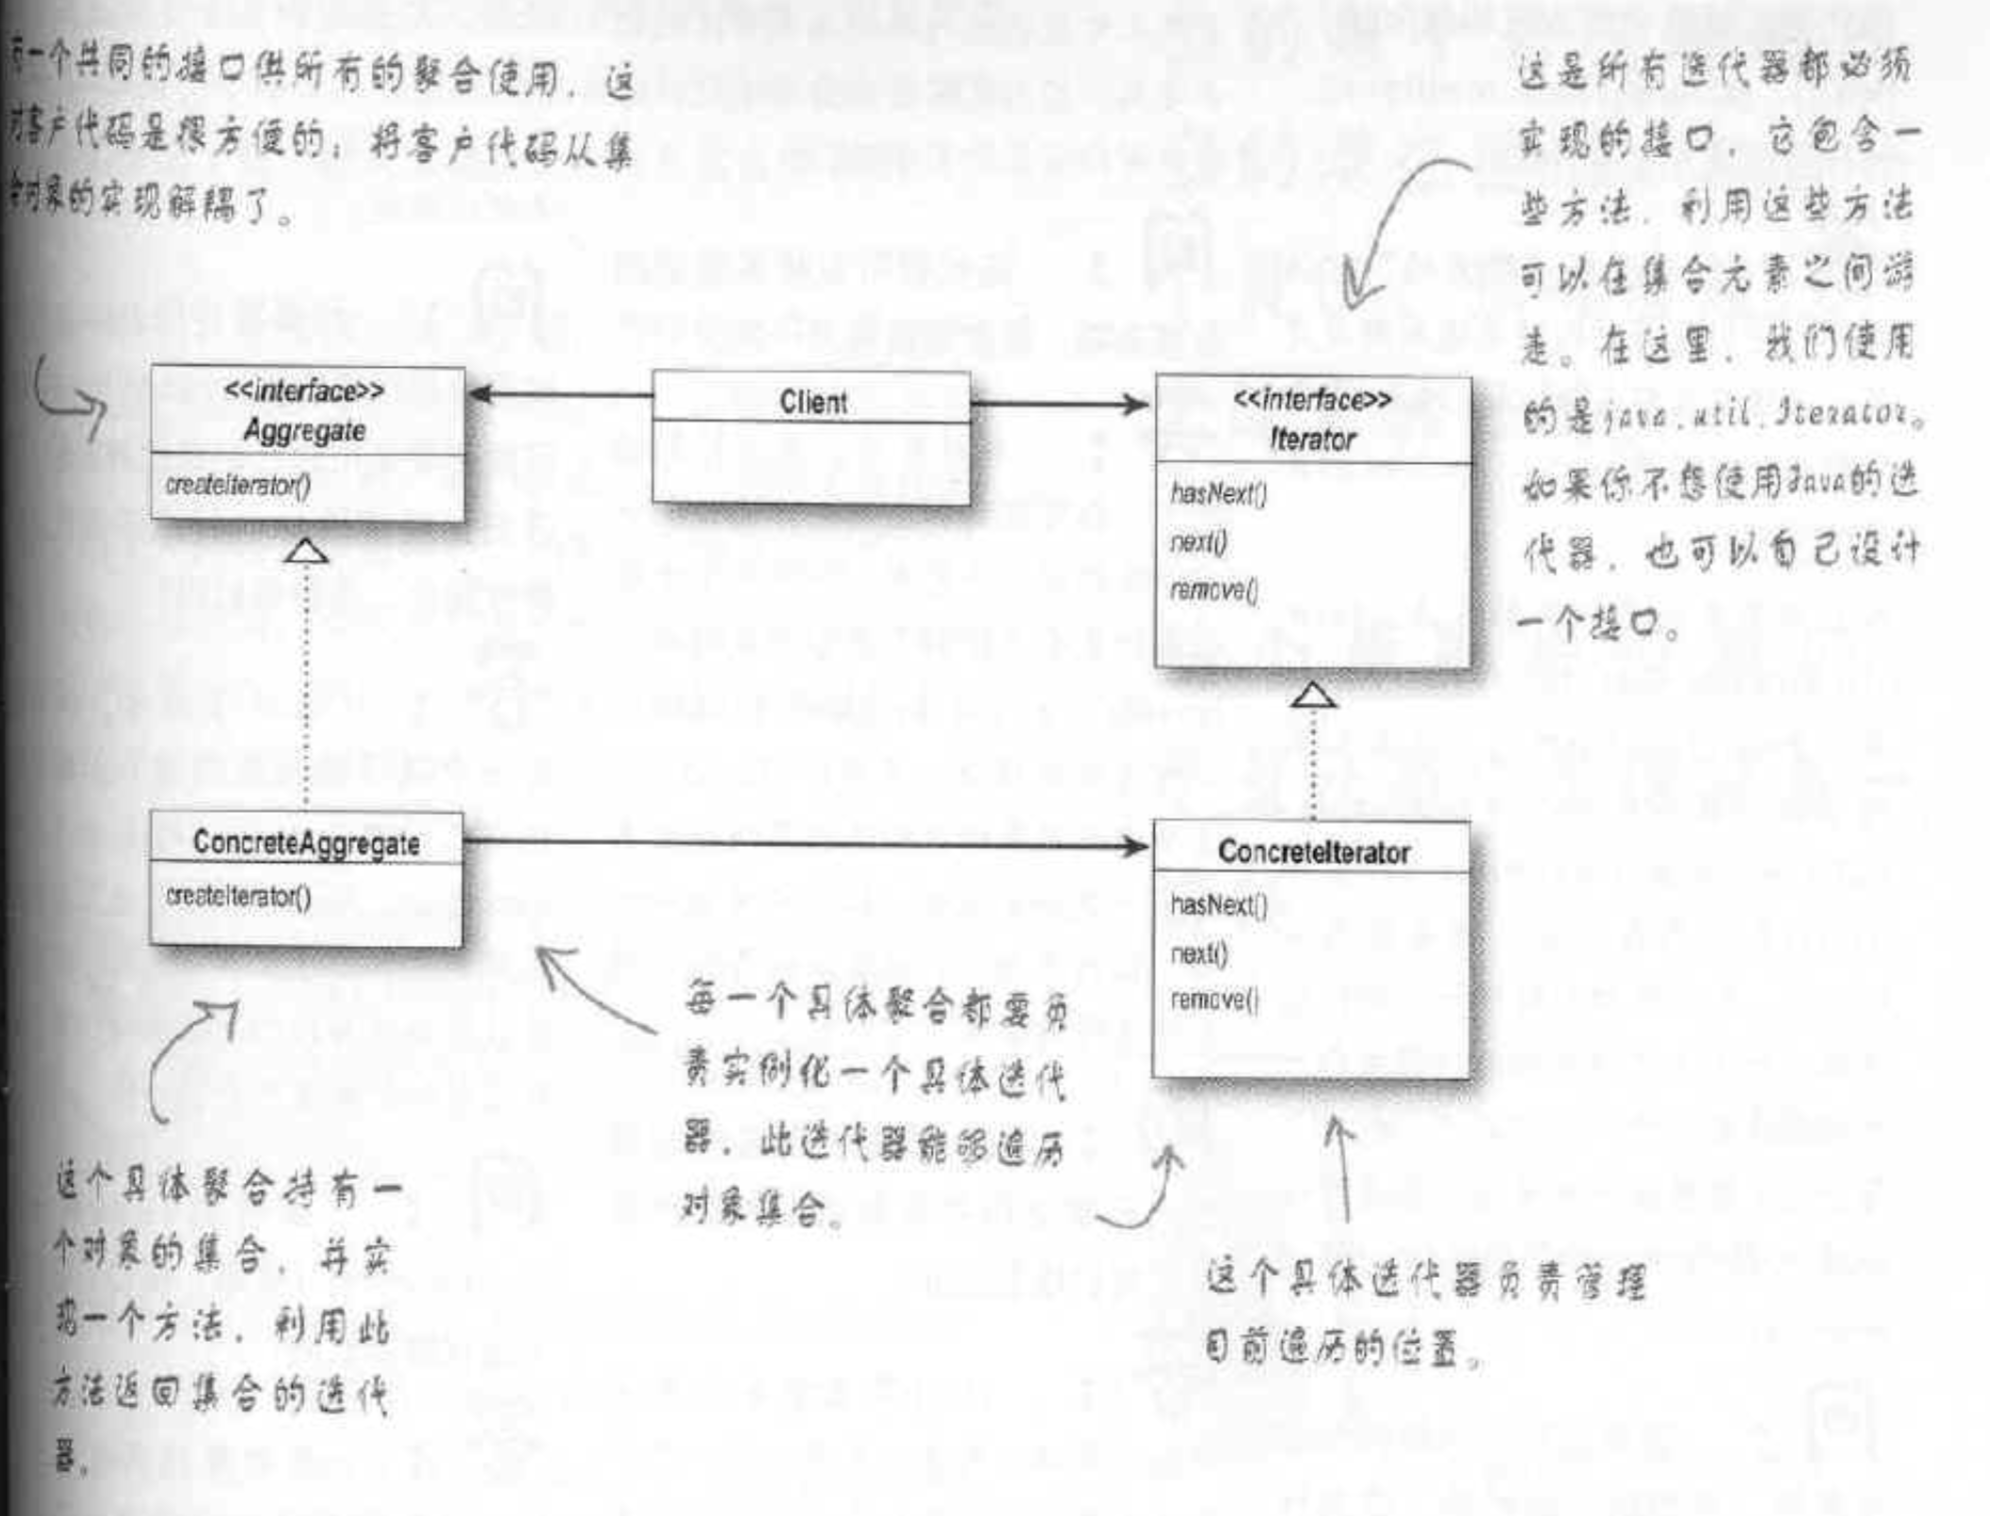 一个共同的接口供所有的聚合使用，这
客户代码是很方便的，将客户代码从集
对象的实现解耦了。
这是所有迭代器都必须
实现的接口，它包含一
些方法，利用这些方法
可以在集合元素之间游
走。在这里，我们使用
的是java.util.Iterator。
如果你不想使用Java的迭
代器，也可以自己设计
一个接口。
<<interface>>
Aggregate
createIterator()
Client
<<interface>>
Iterator
hasNext()
next()
remove()
ConcreteAggregate
createIterator()
ConcreteIterator
hasNext()
next()
remove()
每一个具体聚合都要负
责实例化一个具体迭代
器，此迭代器能够遍历
对象集合。
这个具体聚合持有一
个对象的集合，并实
现一个方法，利用此
方法返回集合的迭代
器。
这个具体迭代器负责管理
目前遍历的位置。